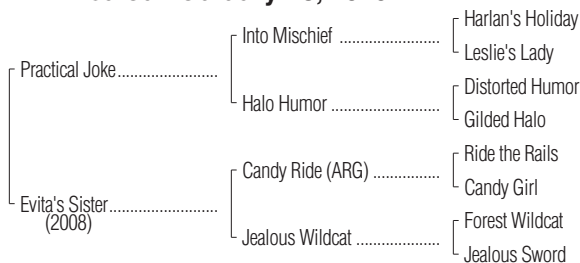 Harlan's Holiday
Into Mischief
Leslie's Lady
Practical Joke
Distorted Humor
Halo Humor
Gilded Halo
Ride the Rails
Candy Ride (ARG)
Candy Girl
Evita's Sister
(2008)
Forest Wildcat
Jealous Wildcat
Jealous Sword